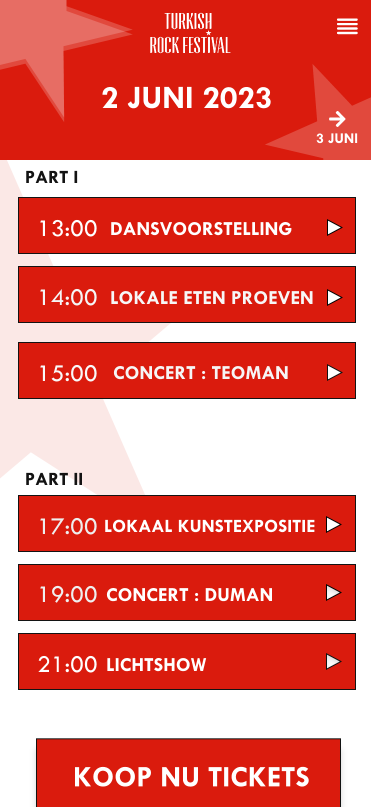 TURKISH
ROCK FESTIVAL
2 JUNI 2023
3 JUNI
PART I
13:00 DANSVOORSTELLING
14:00 LOKALE ETEN PROEVEN
15:00 CONCERT : TEOMAN
PART II
17:00 LOKAAL KUNSTEXPOSITIE
19:00 CONCERT : DUMAN
21:00 LICHTSHOW
KOOP NU TICKETS